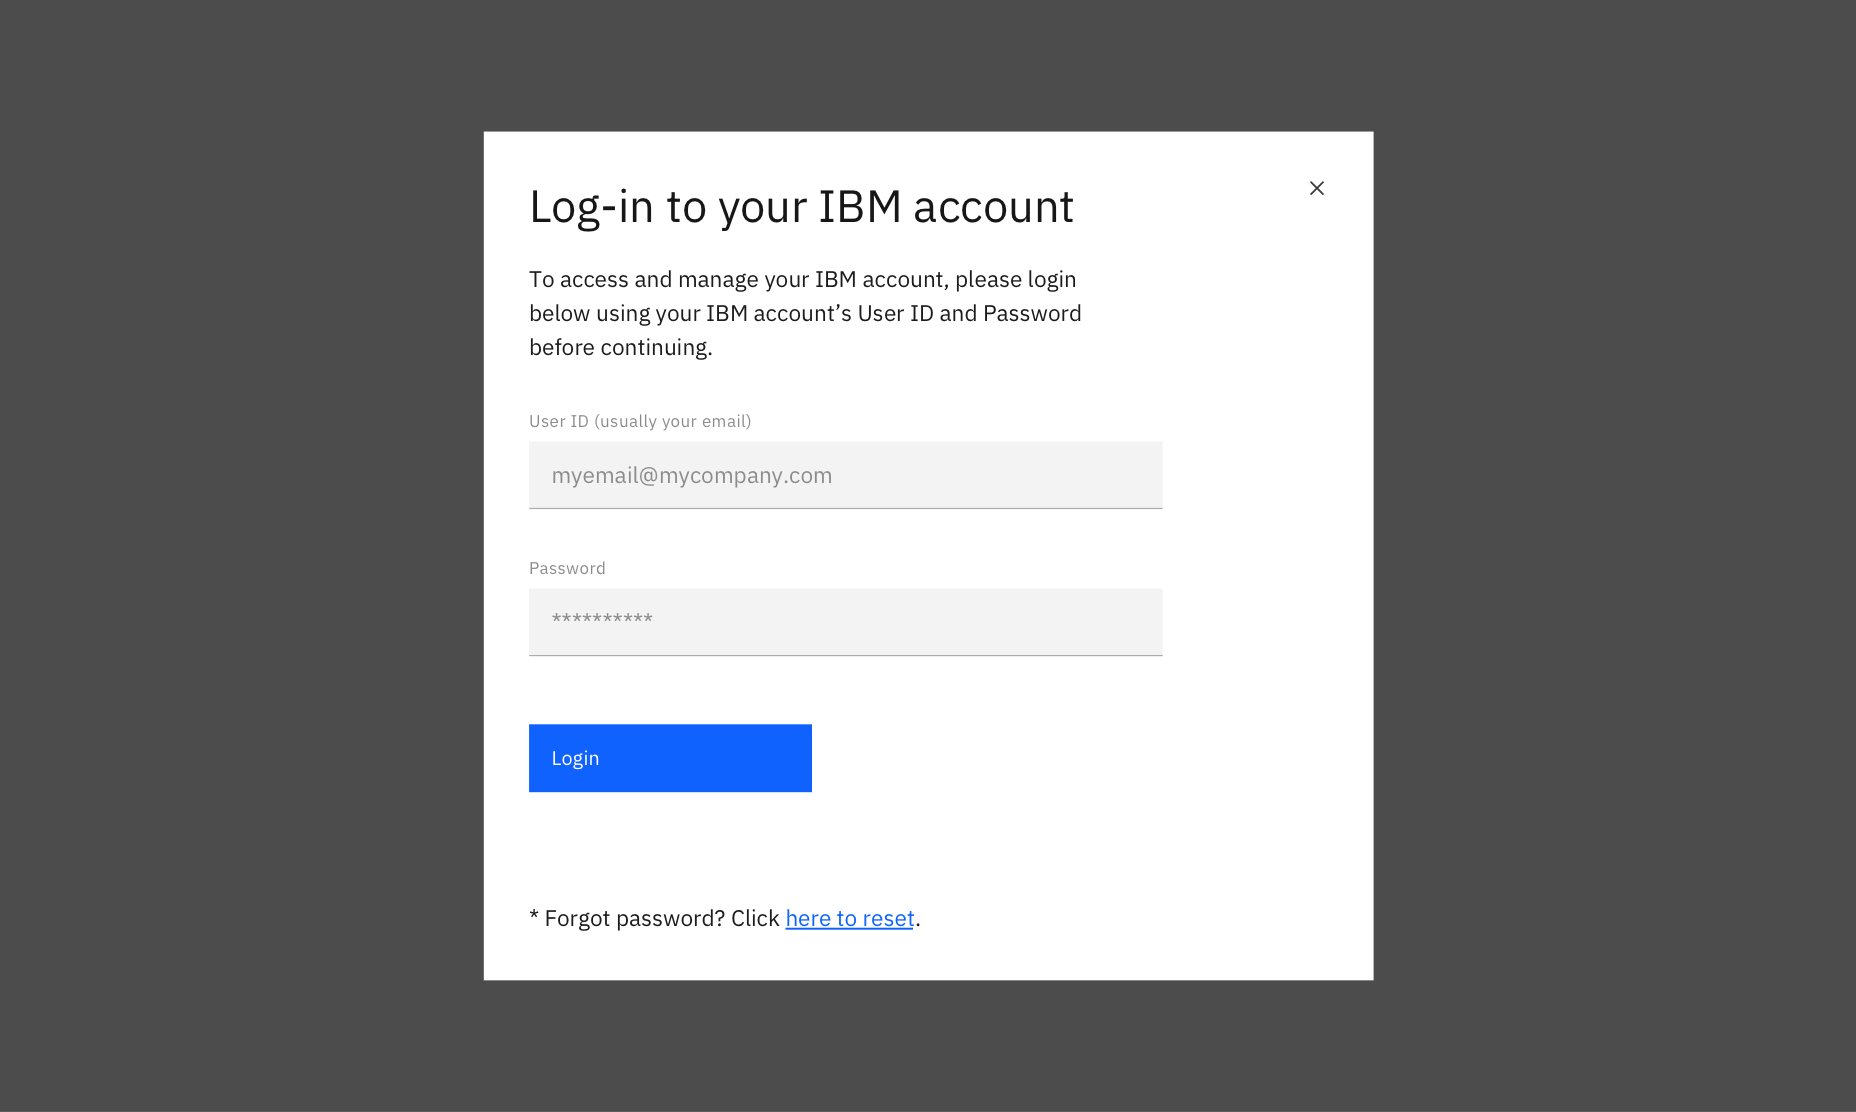 Log-in to your IBM account
To access and manage your IBM account, please login
below using your IBM account’s User ID and Password
before continuing.
User ID (usually your email)
myemail@mycompany.com
Password
**********
Login
* Forgot password? Click here to reset.